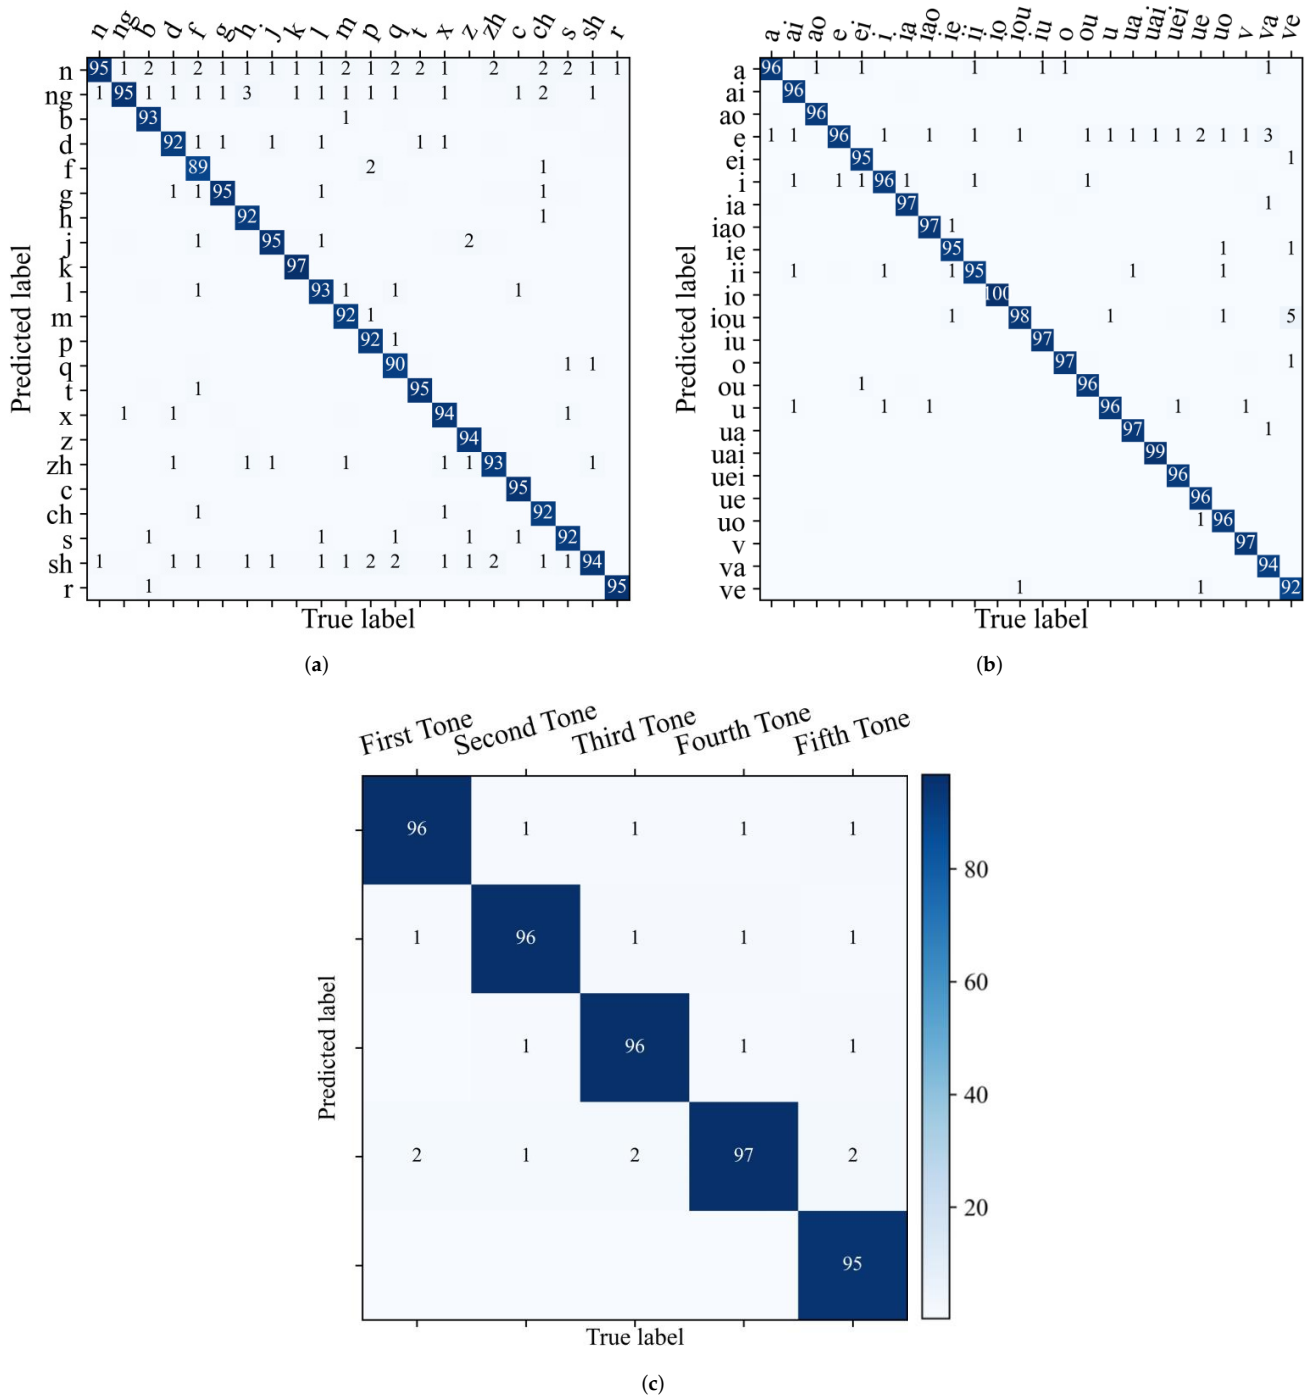 n ng b d f g h j k l m p q t x z zh c ch s sh r
n 95 1 2 1 2 1 1 1 1 1 2 1 2 2 1 2 2 2 1 1
ng 1 95 1 1 1 1 3 1 1 1 1 1 1 1 2 1
b 93 1
d 92 1 1 1 1 1 1
f 89 2 1
g 1 1 95 1 1
h 92 1
j 1 95 1 2
k 97
l 1 93 1 1 1
m 92 1
p 92 1
q 90 1 1
t 1 95
x 1 1 94 1
z 94
zh 1 1 1 1 1 1 93 1
c 95
ch 1 1 92
s 1 1 1 1 1 92
sh 1 1 1 1 1 1 1 2 2 1 1 2 1 1 94
r 1 95
Predicted label
True label
(a)
a ai ao e ei i ia iao ie ii io iou iu o ou u ua uai uei ue uo v va ve
a 96 1 1 1 1 1 1
ai 96
ao 96
e 1 1 96 1 1 1 1 1 1 1 1 1 2 1 1 3
ei 95 1
i 1 1 1 96 1 1 1
ia 97 1
iao 97 1
ie 95 1 1
ii 1 1 1 95 1 1
io 100
iou 1 98 1 1 5
iu 97
o 97 1
ou 1 96
u 1 1 1 96 1 1
ua 97 1
uai 99
uei 96
ue 96
uo 1 96
v 97
va 94
ve 1 1 92
Predicted label
True label
(b)
First Tone Second Tone Third Tone Fourth Tone Fifth Tone
96 1 1 1 1
1 96 1 1 1
1 96 1 1
2 1 2 97 2
95
Predicted label
True label
80
60
40
20
(c)